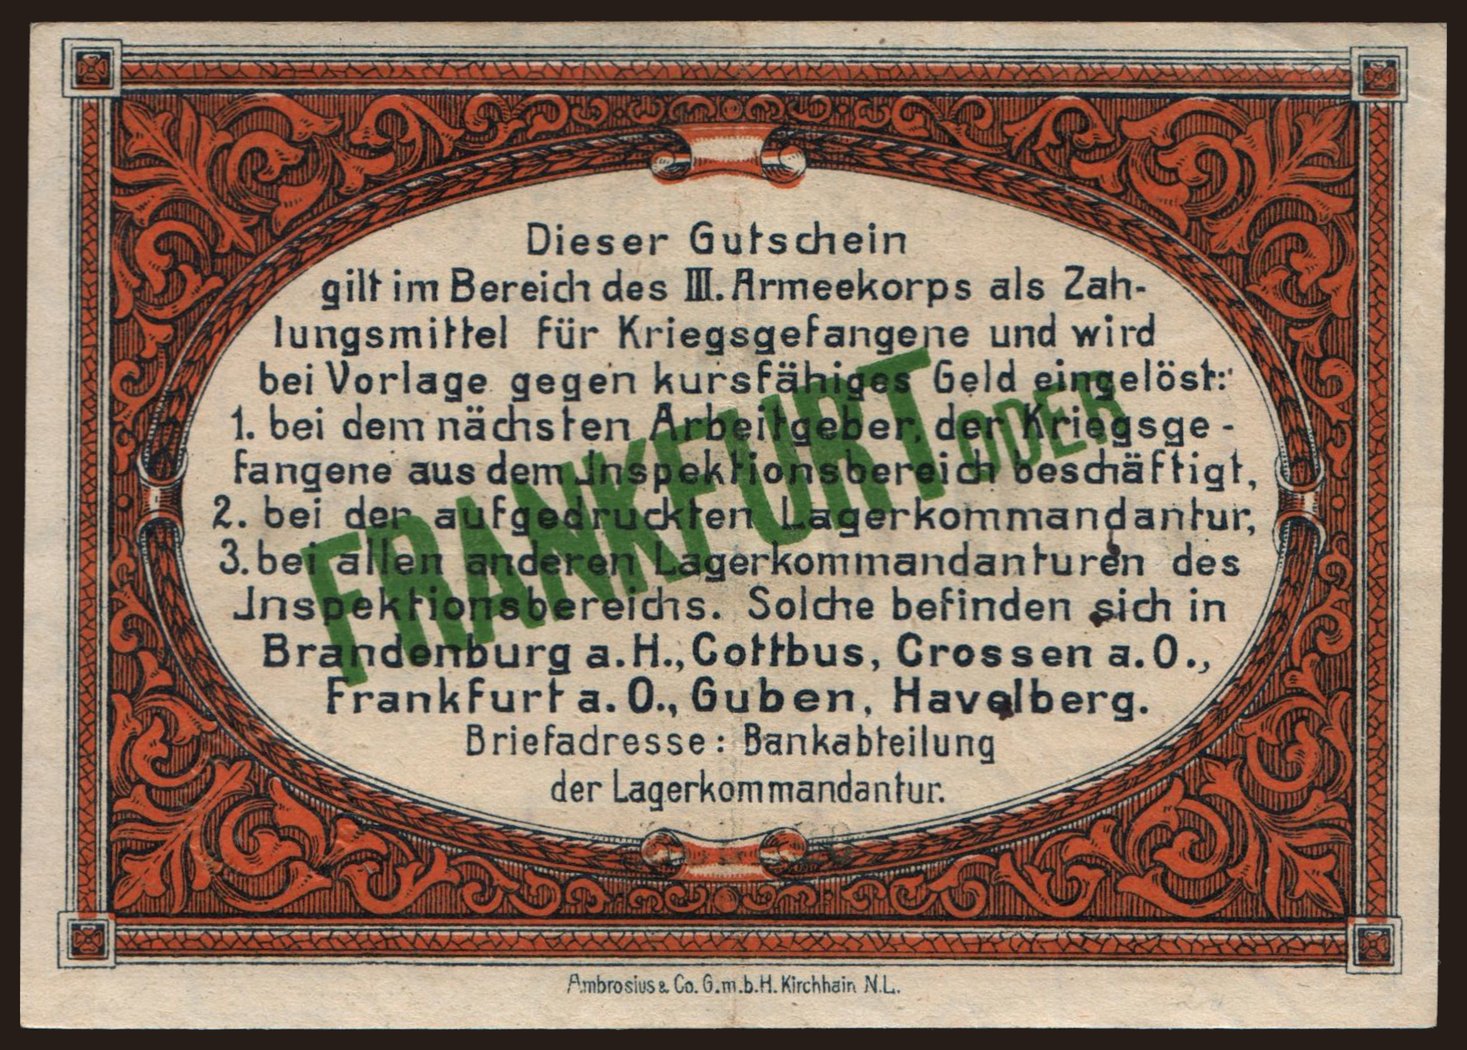 Dieser Gutschein
gilt im Bereich des III. Armeekorps als Zah-
lungsmittel für Kriegsgefangene und wird
bei Vorlage gegen kursfähiges Geld eingelöst:
1. bei dem nächsten Arbeitgeber, der Kriegsge-
fangene aus dem Inspektionsbereich beschäftigt,
2. bei der aufgedruckten Lagerkommandantur,
3. bei allen anderen Lagerkommandanturen des
Inspektionsbereichs. Solche befinden sich in
Brandenburg a. H., Cottbus, Crossen a. O.,
Frankfurt a. O., Guben, Havelberg.
Briefadresse: Bankabteilung
der Lagerkommandantur.
FRANKFURT ODER
Ambrosius & Co. G.m.b.H. Kirchhain N.L.